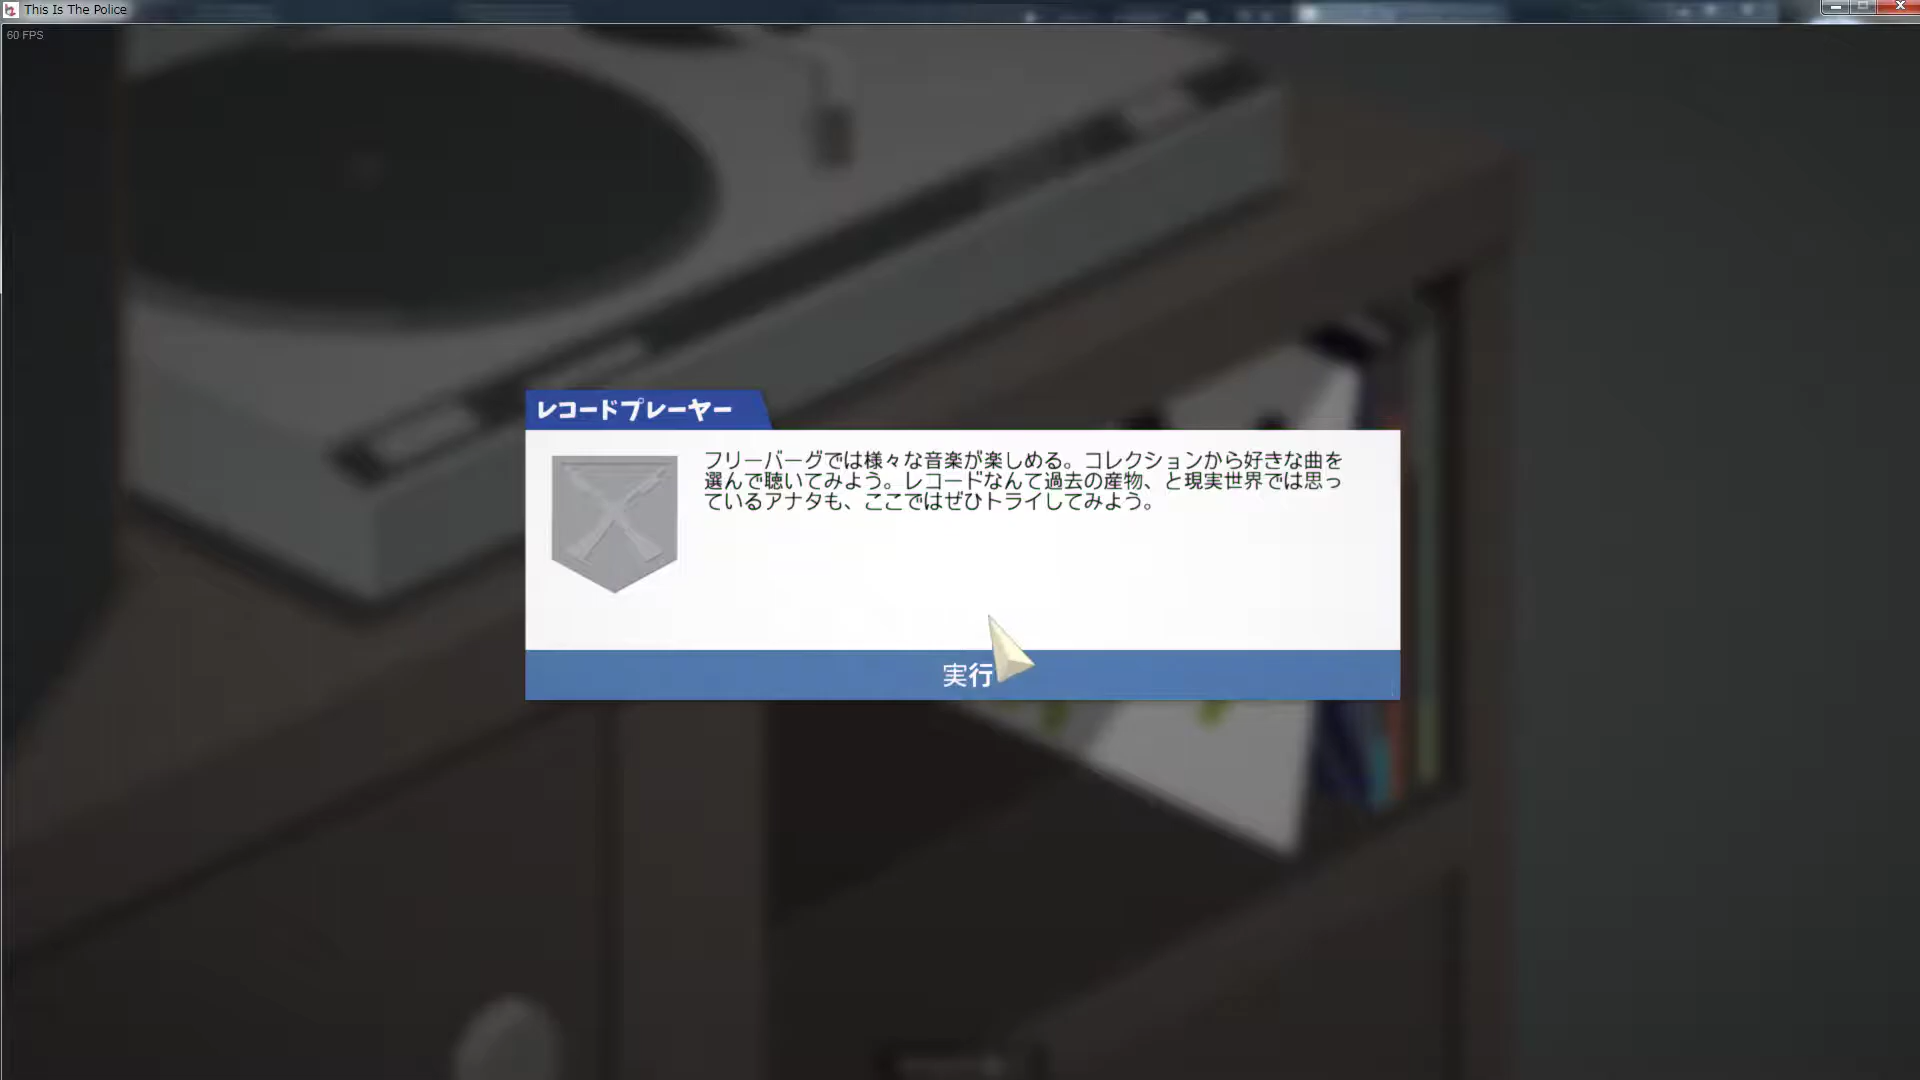 This Is The Police
60 FPS
レコードプレーヤー
フリーバーグでは様々な音楽が楽しめる。コレクションから好きな曲を
選んで聴いてみよう。レコードなんて過去の産物、と現実世界では思っ
ているアナタも、ここではぜひトライしてみよう。
実行